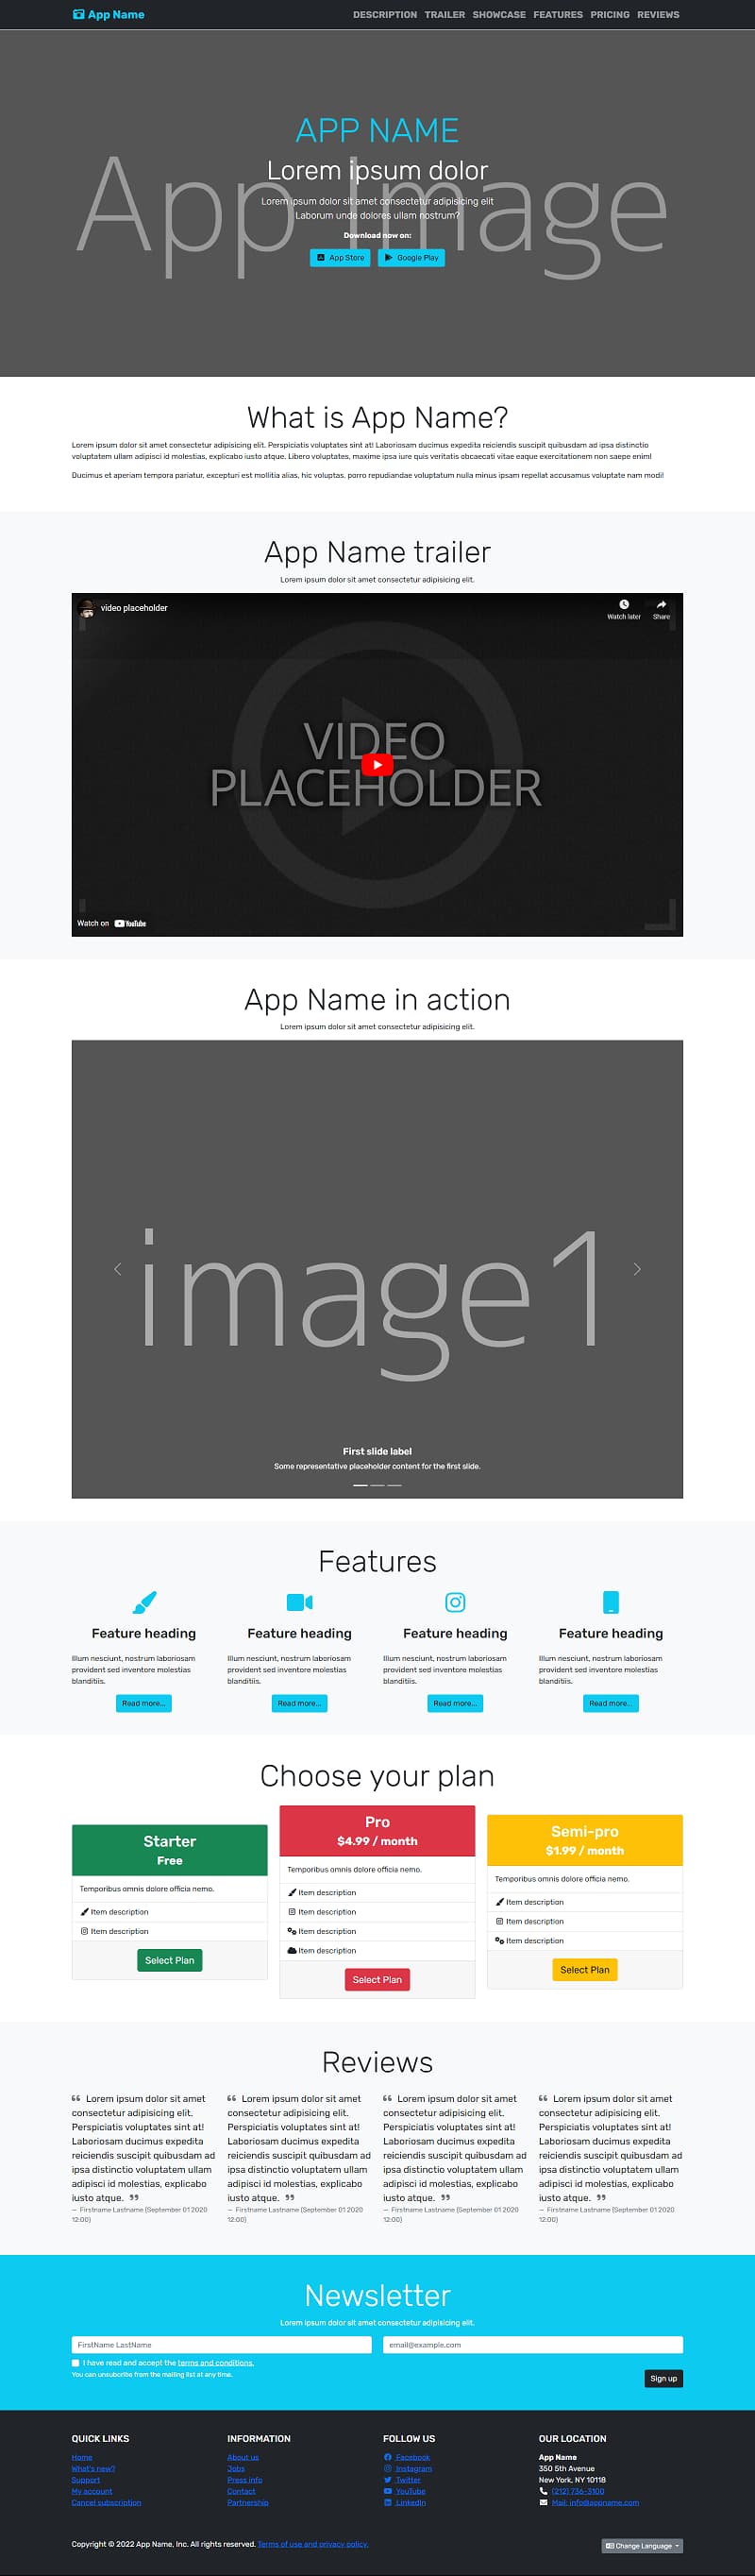 App Name
DESCRIPTION TRAILER SHOWCASE FEATURES PRICING REVIEWS
App Image
APP NAME
Lorem ipsum dolor
Lorem ipsum dolor sit amet consectetur adipisicing elit
Laborum unde dolores ullam nostrum?
Download now on:
App Store Google Play
What is App Name?
Lorem ipsum dolor sit amet consectetur adipisicing elit. Perspiciatis voluptates sint at! Laboriosam ducimus expedita reiciendis suscipit quibusdam ad ipsa distinctio
voluptatem ullam adipisci id molestias, explicabo iusto atque. Libero voluptates, maxime ipsa iure quis veritatis obcaecati vitae eaque exercitationem non saepe enim!
Ducimus et aperiam tempora pariatur, excepturi est mollitia alias, hic voluptas, porro repudiandae voluptatum nulla minus ipsam repellat accusamus voluptate nam modi!
App Name trailer
Lorem ipsum dolor sit amet consectetur adipisicing elit.
video placeholder
Watch later Share
VIDEO
PLACEHOLDER
Watch on YouTube
App Name in action
Lorem ipsum dolor sit amet consectetur adipisicing elit.
image1
First slide label
Some representative placeholder content for the first slide.
Features
Feature heading
Illum nesciunt, nostrum laboriosam
provident sed inventore molestias
blanditiis.
Read more...
Feature heading
Illum nesciunt, nostrum laboriosam
provident sed inventore molestias
blanditiis.
Read more...
Feature heading
Illum nesciunt, nostrum laboriosam
provident sed inventore molestias
blanditiis.
Read more...
Feature heading
Illum nesciunt, nostrum laboriosam
provident sed inventore molestias
blanditiis.
Read more...
Choose your plan
Starter
Free
Temporibus omnis dolore officia nemo.
Item description
Item description
Select Plan
Pro
$4.99 / month
Temporibus omnis dolore officia nemo.
Item description
Item description
Item description
Item description
Select Plan
Semi-pro
$1.99 / month
Temporibus omnis dolore officia nemo.
Item description
Item description
Item description
Select Plan
Reviews
“ Lorem ipsum dolor sit amet
consectetur adipisicing elit.
Perspiciatis voluptates sint at!
Laboriosam ducimus expedita
reiciendis suscipit quibusdam ad
ipsa distinctio voluptatem ullam
adipisci id molestias, explicabo
iusto atque. ”
— Firstname Lastname (September 01 2020
12:00)
“ Lorem ipsum dolor sit amet
consectetur adipisicing elit.
Perspiciatis voluptates sint at!
Laboriosam ducimus expedita
reiciendis suscipit quibusdam ad
ipsa distinctio voluptatem ullam
adipisci id molestias, explicabo
iusto atque. ”
— Firstname Lastname (September 01 2020
12:00)
“ Lorem ipsum dolor sit amet
consectetur adipisicing elit.
Perspiciatis voluptates sint at!
Laboriosam ducimus expedita
reiciendis suscipit quibusdam ad
ipsa distinctio voluptatem ullam
adipisci id molestias, explicabo
iusto atque. ”
— Firstname Lastname (September 01 2020
12:00)
“ Lorem ipsum dolor sit amet
consectetur adipisicing elit.
Perspiciatis voluptates sint at!
Laboriosam ducimus expedita
reiciendis suscipit quibusdam ad
ipsa distinctio voluptatem ullam
adipisci id molestias, explicabo
iusto atque. ”
— Firstname Lastname (September 01 2020
12:00)
Newsletter
Lorem ipsum dolor sit amet consectetur adipisicing elit.
FirstName LastName
email@example.com
I have read and accept the terms and conditions.
You can unsubcribe from the mailing list at any time.
Sign up
QUICK LINKS
Home
What's new?
Support
My account
Cancel subscription
INFORMATION
About us
Jobs
Press info
Contact
Partnership
FOLLOW US
Facebook
Instagram
Twitter
YouTube
LinkedIn
OUR LOCATION
App Name
350 5th Avenue
New York, NY 10118
(212) 736-3100
Mail: info@appname.com
Copyright © 2022 App Name, Inc. All rights reserved. Terms of use and privacy policy.
Change Language